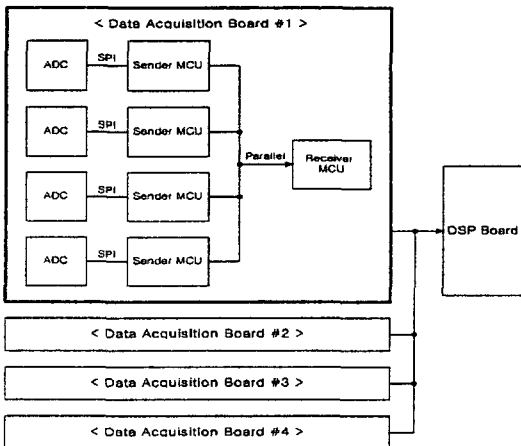 < Data Acquisition Board #1 >
ADC SPI Sender MCU
ADC SPI Sender MCU
Parallel
Receiver
MCU
ADC SPI Sender MCU
ADC SPI Sender MCU
DSP Board
< Data Acquisition Board #2 >
< Data Acquisition Board #3 >
< Data Acquisition Board #4 >